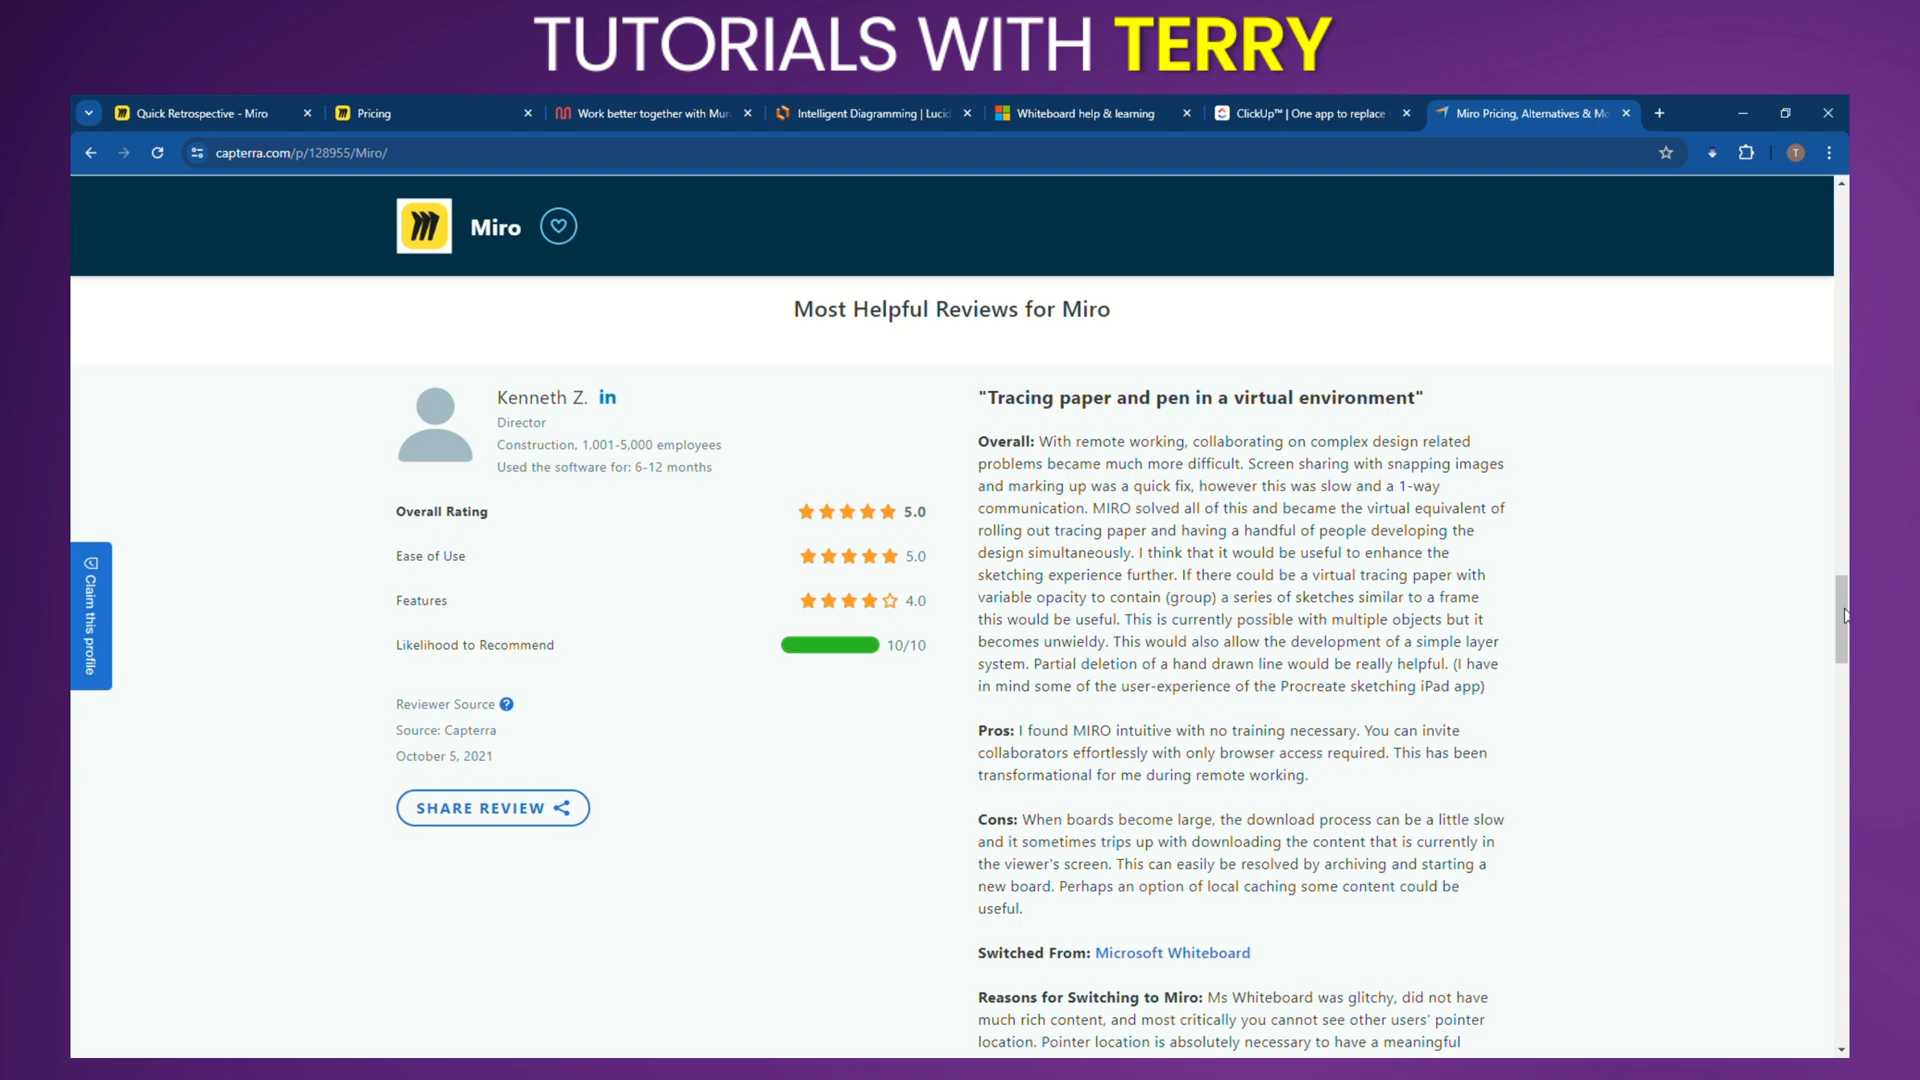 TUTORIALS WITH TERRY
Quick Retrospective - Miro
Pricing
Work better together with Mur
Intelligent Diagramming | Lucid
Whiteboard help & learning
ClickUp™ | One app to replace
Miro Pricing, Alternatives & Mo
capterra.com/p/128955/Miro/
T
Miro
Most Helpful Reviews for Miro
Kenneth Z. in
Director
Construction, 1,001-5,000 employees
Used the software for: 6-12 months
Overall Rating 5.0
Ease of Use 5.0
Features 4.0
Likelihood to Recommend 10/10
Reviewer Source ?
Source: Capterra
October 5, 2021
SHARE REVIEW
Claim this profile
"Tracing paper and pen in a virtual environment"
Overall: With remote working, collaborating on complex design related
problems became much more difficult. Screen sharing with snapping images
and marking up was a quick fix, however this was slow and a 1-way
communication. MIRO solved all of this and became the virtual equivalent of
rolling out tracing paper and having a handful of people developing the
design simultaneously. I think that it would be useful to enhance the
sketching experience further. If there could be a virtual tracing paper with
variable opacity to contain (group) a series of sketches similar to a frame
this would be useful. This is currently possible with multiple objects but it
becomes unwieldy. This would also allow the development of a simple layer
system. Partial deletion of a hand drawn line would be really helpful. (I have
in mind some of the user-experience of the Procreate sketching iPad app)
Pros: I found MIRO intuitive with no training necessary. You can invite
collaborators effortlessly with only browser access required. This has been
transformational for me during remote working.
Cons: When boards become large, the download process can be a little slow
and it sometimes trips up with downloading the content that is currently in
the viewer's screen. This can easily be resolved by archiving and starting a
new board. Perhaps an option of local caching some content could be
useful.
Switched From: Microsoft Whiteboard
Reasons for Switching to Miro: Ms Whiteboard was glitchy, did not have
much rich content, and most critically you cannot see other users' pointer
location. Pointer location is absolutely necessary to have a meaningful